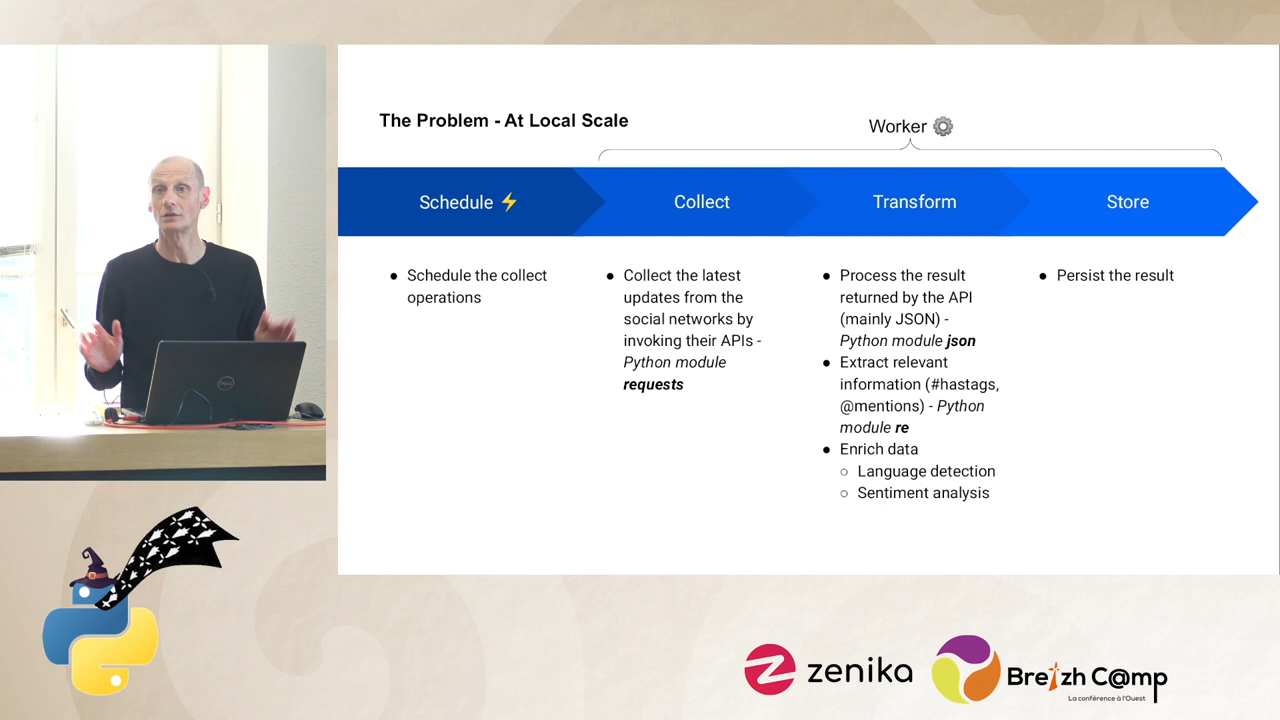 The Problem - At Local Scale
Worker
Schedule
Collect
Transform
Store
● Schedule the collect
operations
● Collect the latest
updates from the
social networks by
invoking their APIs -
Python module
requests
● Process the result
returned by the API
(mainly JSON) -
Python module json
● Extract relevant
information (#hastags,
@mentions) - Python
module re
● Enrich data
○ Language detection
○ Sentiment analysis
● Persist the result
DELL
zenika
Breizh C@mp
La conférence à l'Ouest